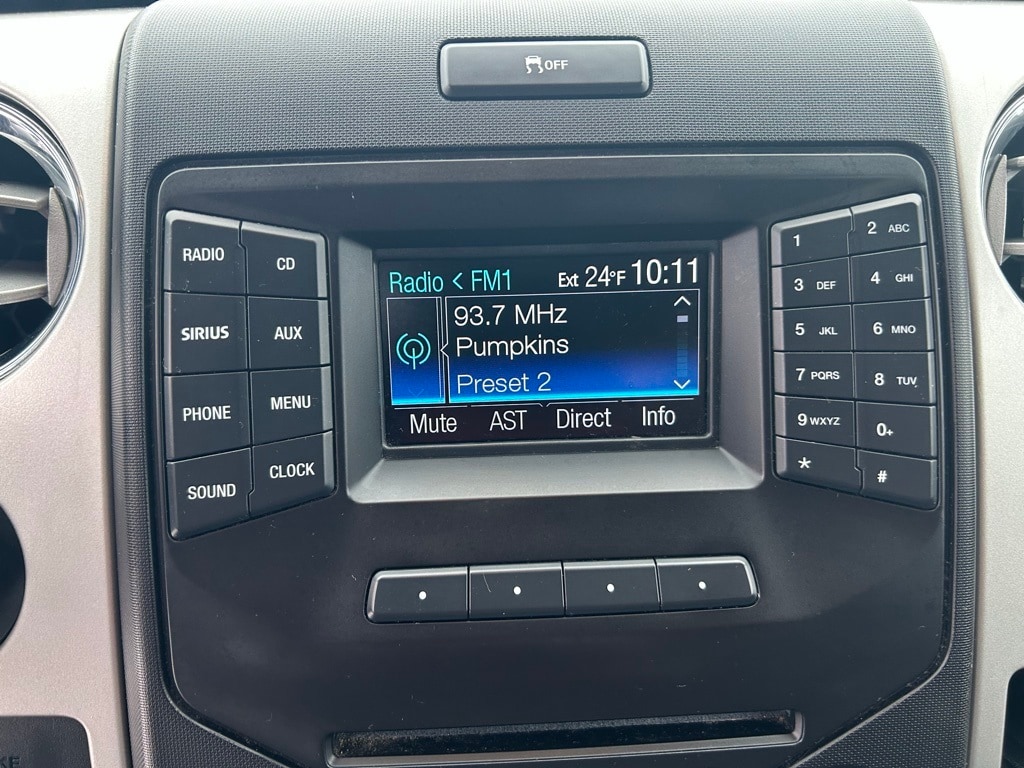 OFF
RADIO
CD
SIRIUS
AUX
PHONE
MENU
SOUND
CLOCK
Radio < FM1 Ext 24°F 10:11
93.7 MHz
Pumpkins
Preset 2
Mute AST Direct Info
1
2 ABC
3 DEF
4 GHI
5 JKL
6 MNO
7 PQRS
8 TUV
9 WXYZ
0+
*
#